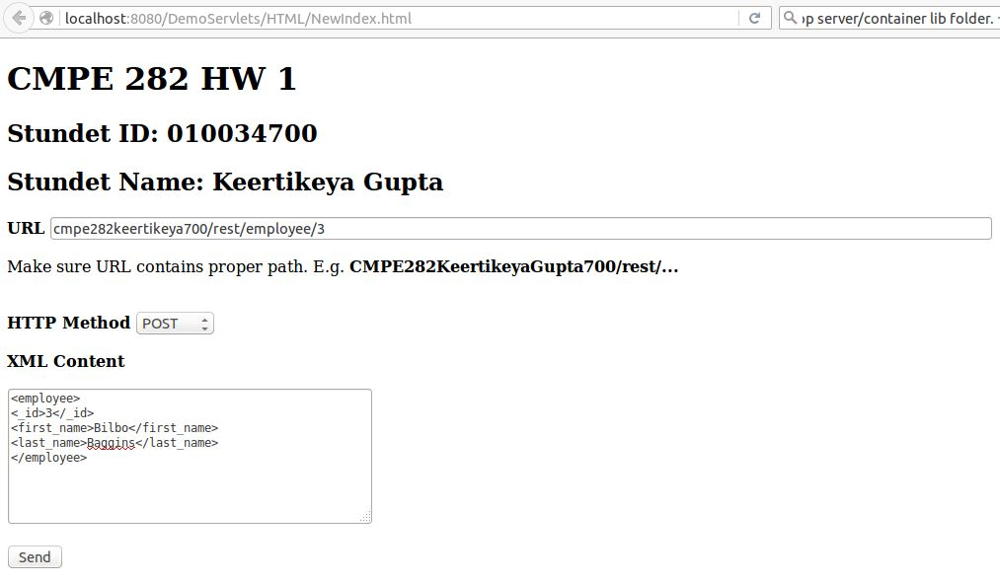 localhost:8080/DemoServlets/HTML/NewIndex.html
server/container lib folder.
CMPE 282 HW 1
Stundet ID: 010034700
Stundet Name: Keertikeya Gupta
URL cmpe282keertikeya700/rest/employee/3
Make sure URL contains proper path. E.g. CMPE282KeertikeyaGupta700/rest/...
HTTP Method POST
XML Content
<employee>
<_id>3</_id>
<first_name>Bilbo</first_name>
<last_name>Baggins</last_name>
</employee>
Send